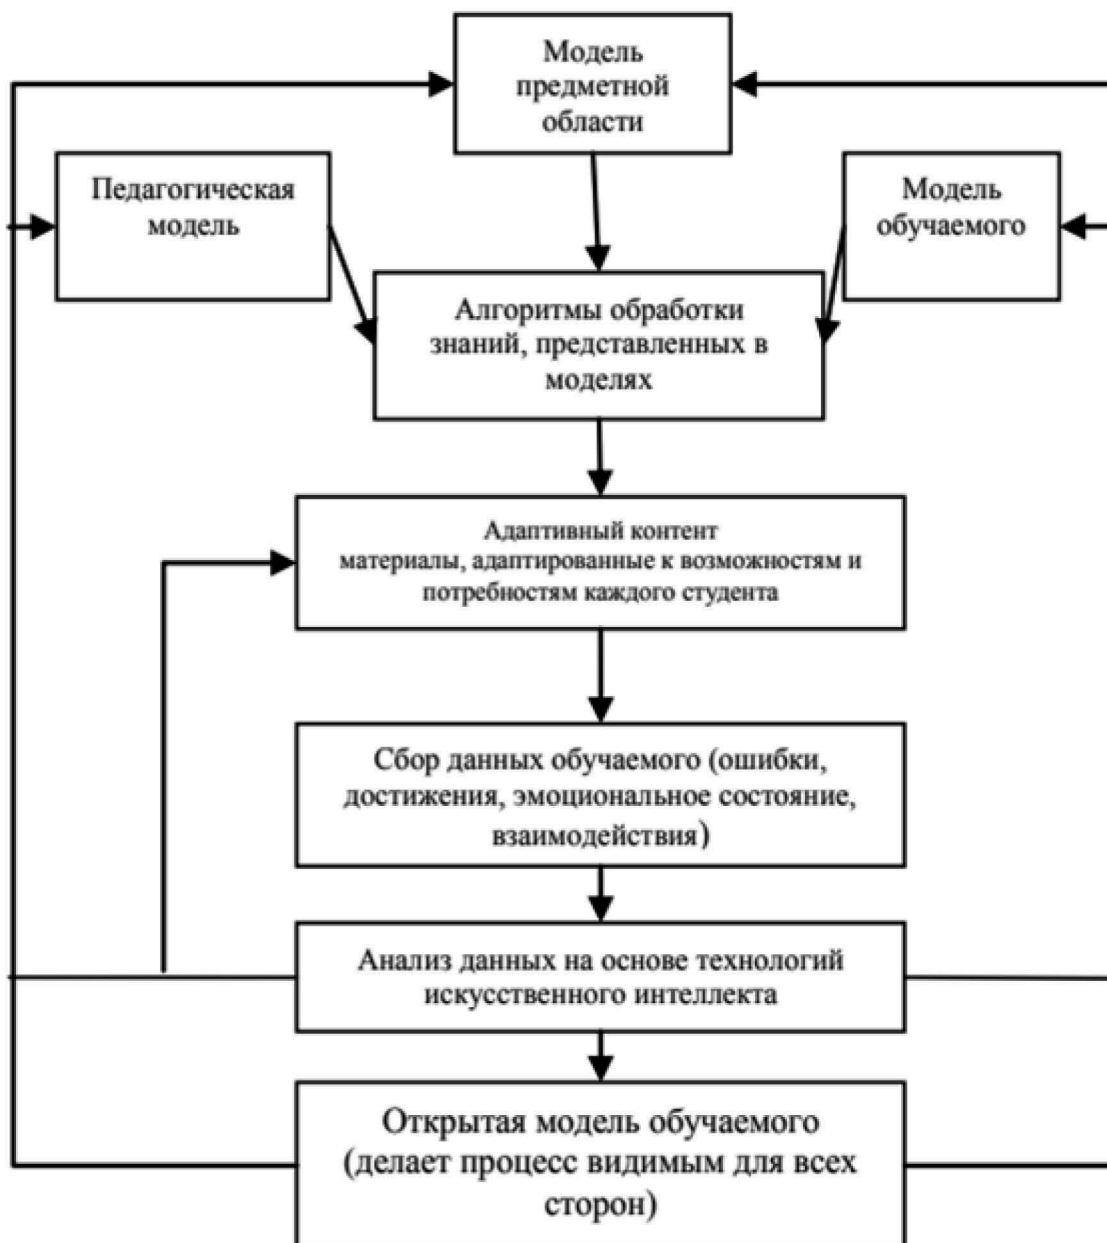 Модель
предметной
области
Педагогическая
модель
Модель
обучаемого
Алгоритмы обработки
знаний, представленных в
моделях
Адаптивный контент
материалы, адаптированные к возможностям и
потребностям каждого студента
Сбор данных обучаемого (ошибки,
достижения, эмоциональное состояние,
взаимодействия)
Анализ данных на основе технологий
искусственного интеллекта
Открытая модель обучаемого
(делает процесс видимым для всех
сторон)